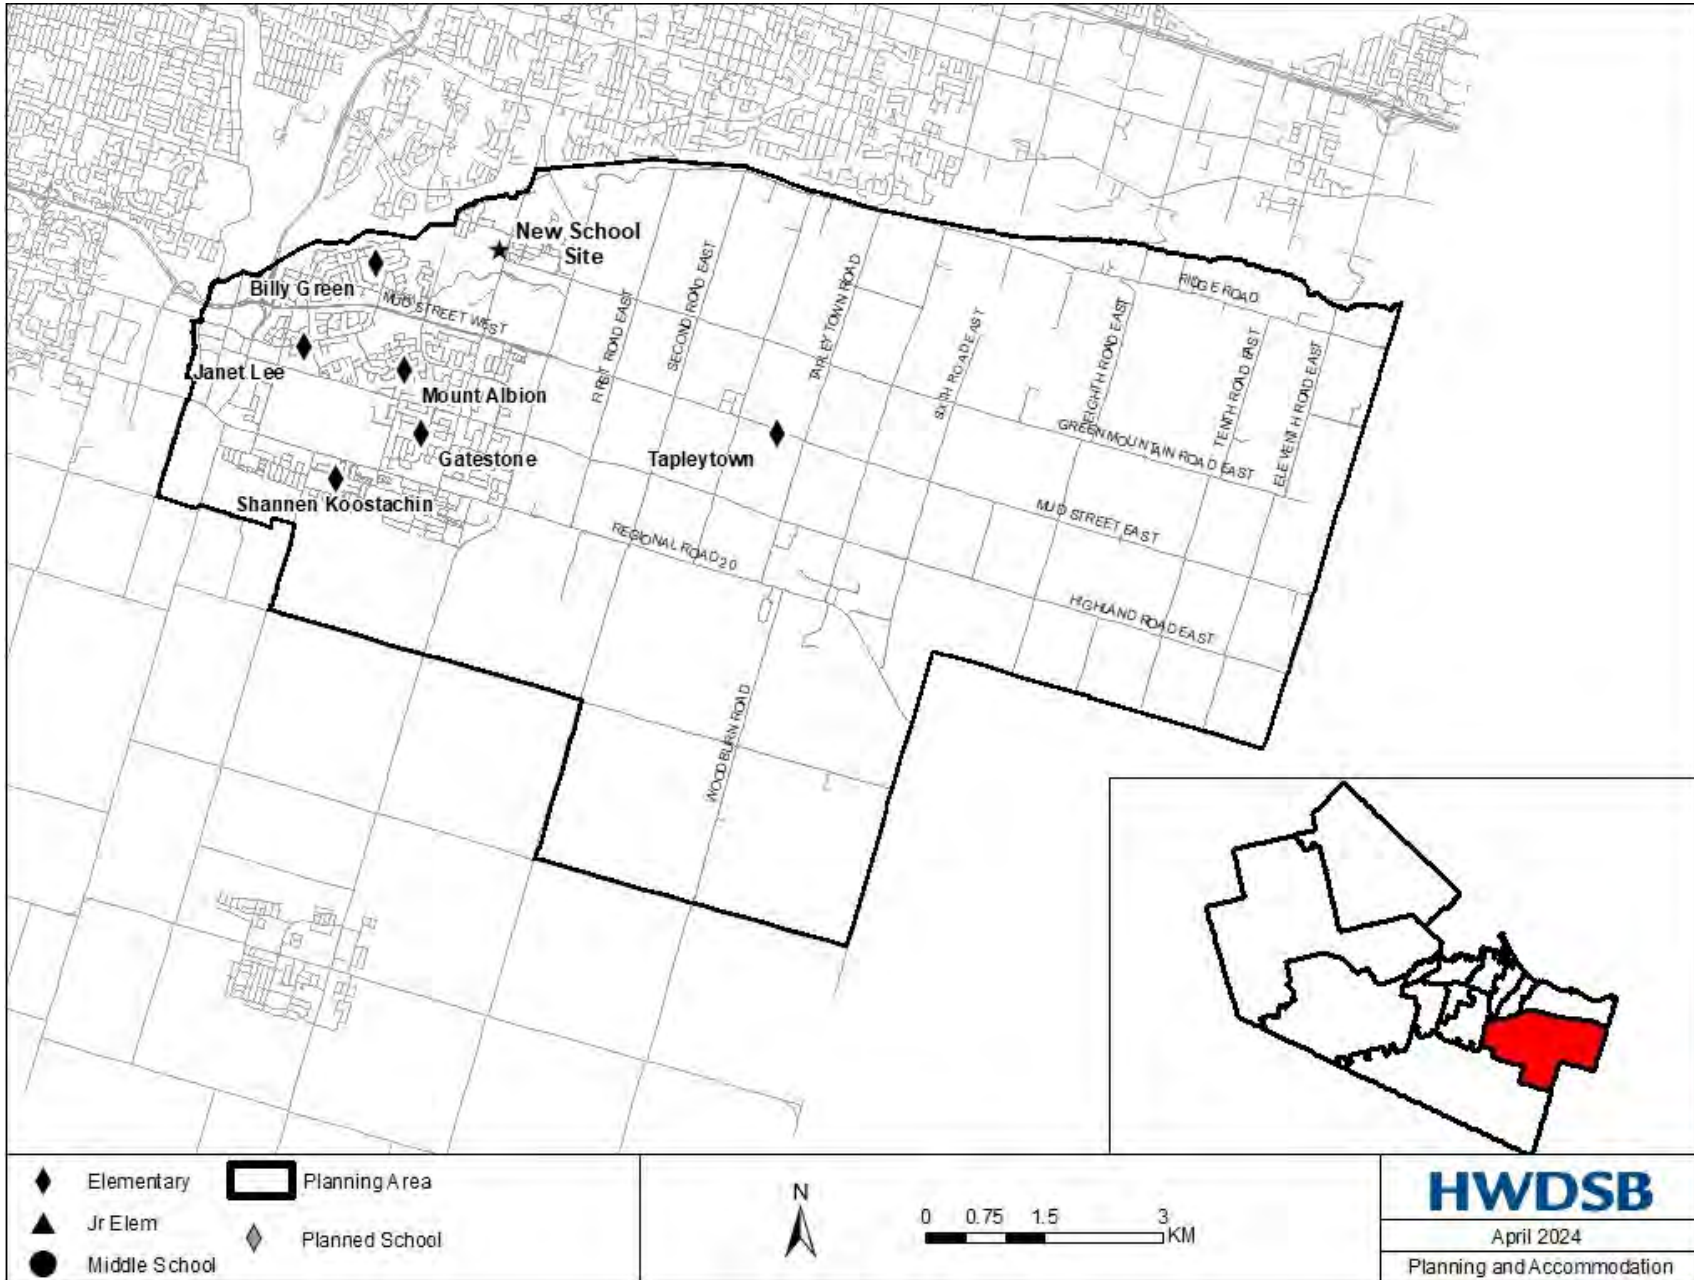 New School
Site
Billy Green
MUD STREET WEST
RIDGE ROAD
FIRST ROAD EAST
SECOND ROAD EAST
TAPLEYTOWN ROAD
SIXTH ROAD EAST
EIGHTH ROAD EAST
TENTH ROAD EAST
ELEVENTH ROAD EAST
Janet Lee
Mount Albion
Gatestone
Tapleytown
GREEN MOUNTAIN ROAD EAST
Shannen Koostachin
MUD STREET EAST
REGIONAL ROAD 20
HIGHLAND ROAD EAST
WOODBURN ROAD
Elementary
Planning Area
Jr Elem
Planned School
Middle School
N
0 0.75 1.5 3
KM
HWDSB
April 2024
Planning and Accommodation